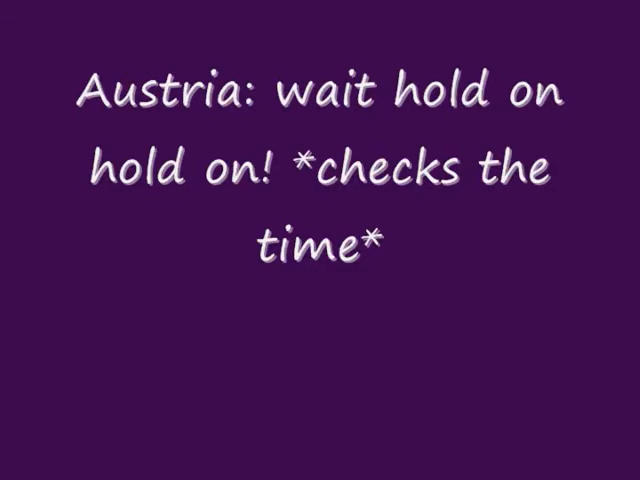 Austria: wait hold on
hold on! *checks the
time*